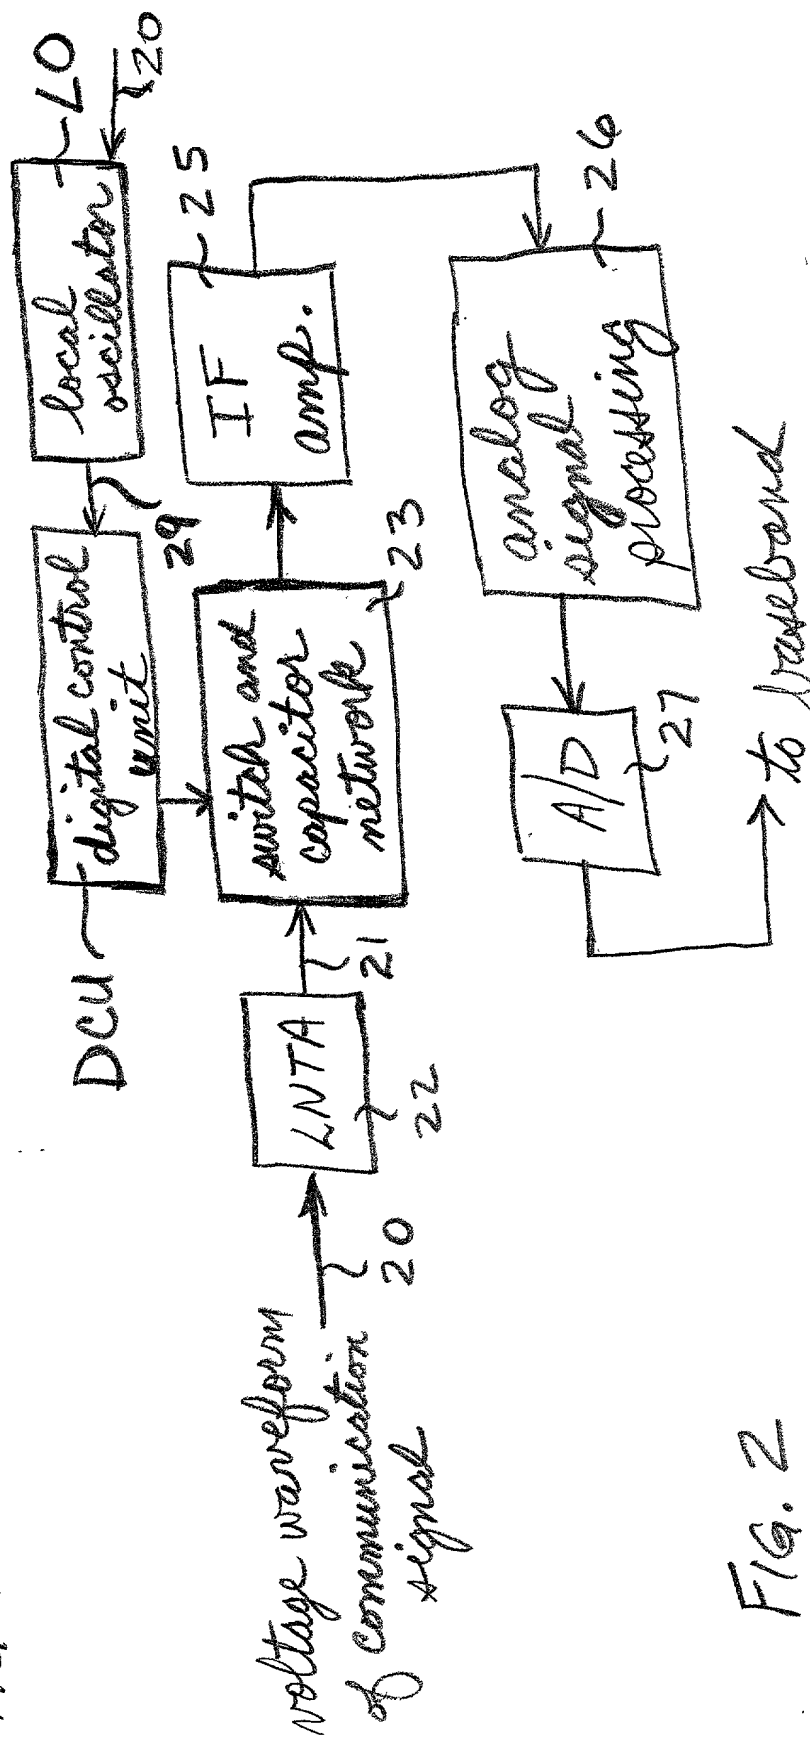 LO
20
local
oscillator
29
DCU
digital control
unit
25
IF
amp.
switch and
capacitor
network
23
21
LNTA
22
voltage waveform
of communication
signal
20
26
analog
signal
processing
A/D
27
to baseband
FIG. 2